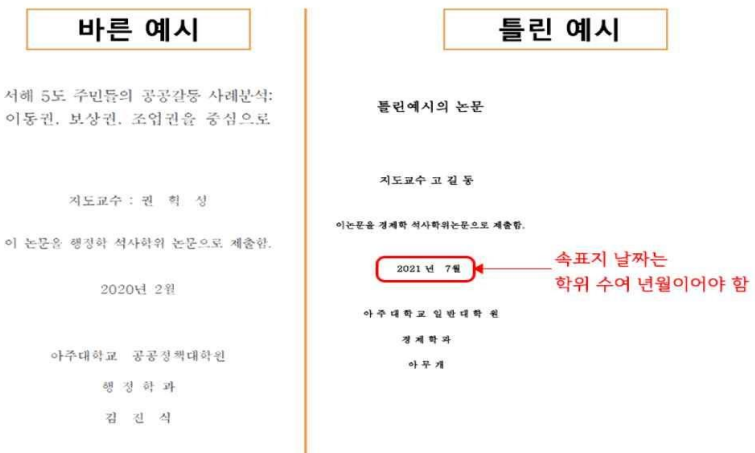 바른 예시
서해 5도 주민들의 공공갈등 사례분석:
이동권, 보상권, 조업권을 중심으로
지도교수 : 권 혁 성
이 논문을 행정학 석사학위 논문으로 제출함.
2020년 2월
아주대학교 공공정책대학원
행 정 학 과
김 진 식
틀린 예시
틀린예시의 논문
지도교수 고 길 동
이논문을 경제학 석사학위논문으로 제출함.
2021 년 7월
속표지 날짜는
학위 수여 년월이어야 함
아 주 대 학 교 일 반 대 학 원
경 제 학 과
아 무 개